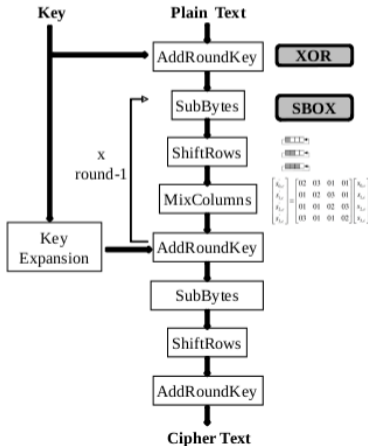 Key
Plain Text
AddRoundKey
XOR
SubBytes
SBOX
x
round-1
ShiftRows
MixColumns
02 03 01 01
01 02 03 01
01 01 02 03
03 01 01 02
Key
Expansion
AddRoundKey
SubBytes
ShiftRows
AddRoundKey
Cipher Text